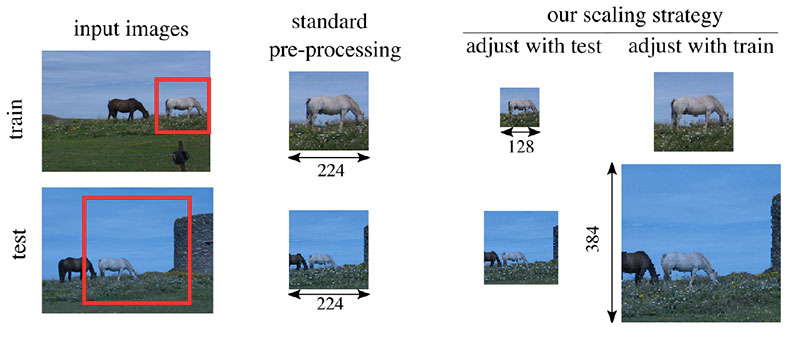 input images
standard
pre-processing
our scaling strategy
adjust with test
adjust with train
train
224
128
test
224
384